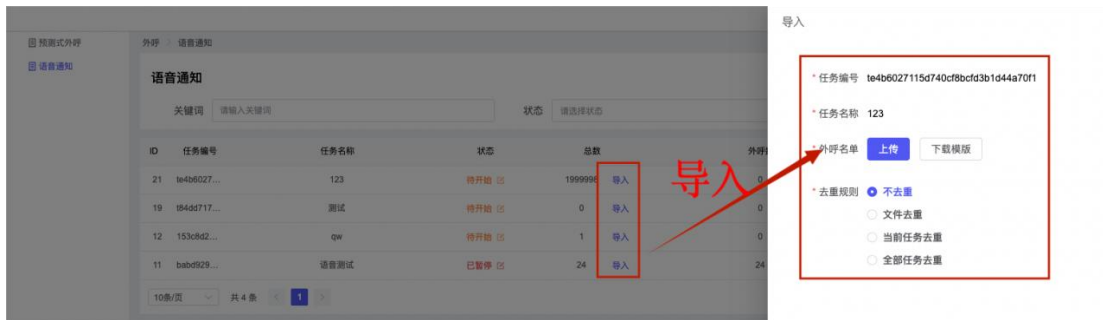 导入
预测式外呼
外呼 / 语音通知
语音通知
语音通知
* 任务编号 te4b6027115d740cf8bcfd3b1d44a70f1
关键词 请输入关键词 状态 请选择状态
* 任务名称 123
* 外呼名单 上传 下载模版
ID 任务编号 任务名称 状态 总数
21 te4b6027... 123 待开始 1999998 导入 0
导入
* 去重规则 不去重
19 t84dd717... 测试 待开始 0 导入 0
文件去重
12 153c8d2... qw 待开始 1 导入 0
当前任务去重
11 babd929... 语音测试 已暂停 24 导入 24
全部任务去重
10条/页 共 4 条 < 1 >